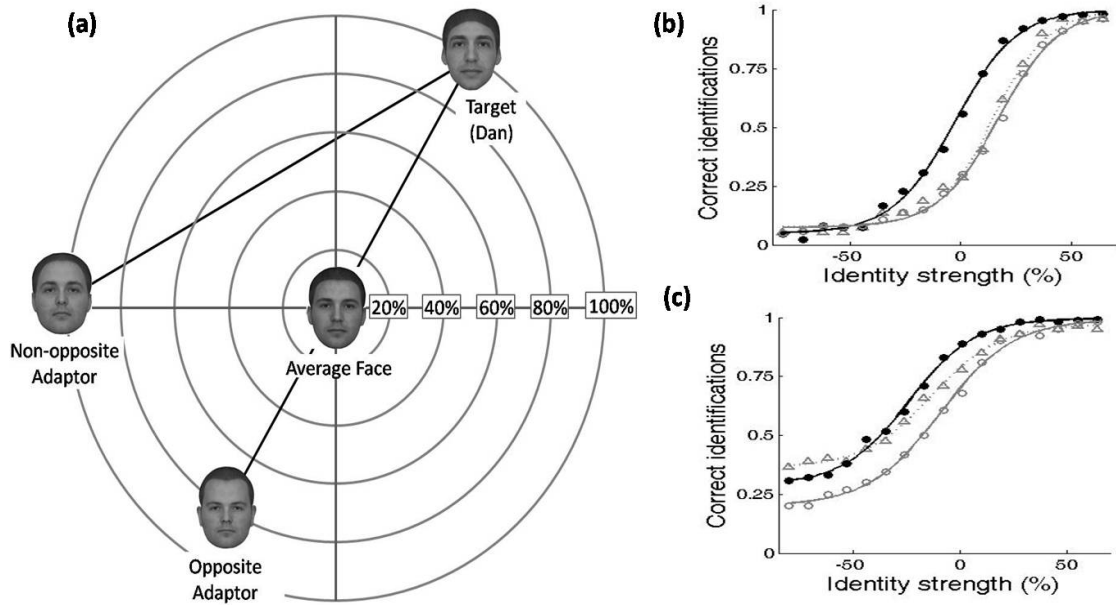 (a)
Target
(Dan)
20% 40% 60% 80% 100%
Non-opposite
Adaptor
Average Face
Opposite
Adaptor
(b)
1
0.75
0.5
0.25
0
Correct identifications
-50 0 50
Identity strength (%)
(c)
1
0.75
0.5
0.25
0
Correct identifications
-50 0 50
Identity strength (%)